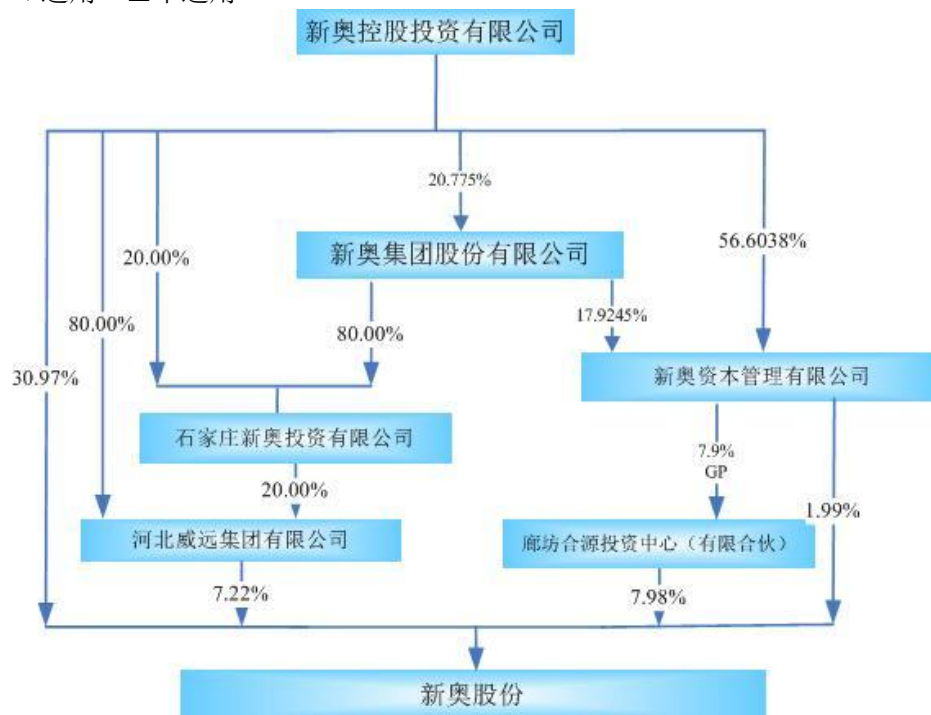 新奥控股投资有限公司
20.775%
新奥集团股份有限公司
56.6038%
20.00%
17.9245%
80.00%
80.00%
30.97%
新奥资本管理有限公司
石家庄新奥投资有限公司
7.9%
GP
20.00%
1.99%
河北威远集团有限公司
廊坊合源投资中心（有限合伙）
7.22%
7.98%
新奥股份